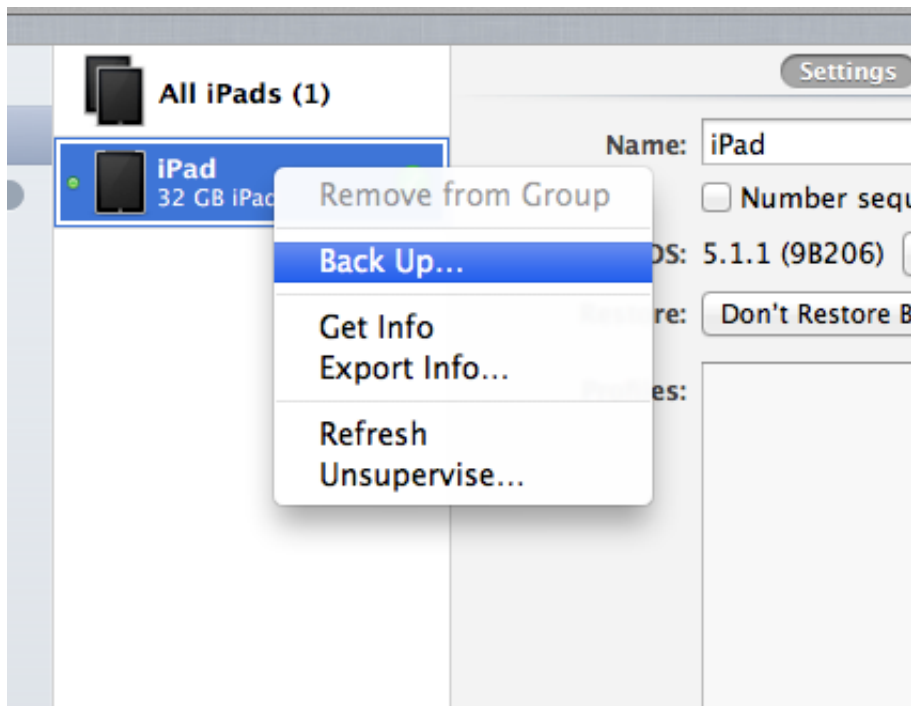 Settings
All iPads (1)
Name: iPad
iPad
32 GB iPad
Remove from Group
Number sequ
Back Up...
OS: 5.1.1 (9B206)
Get Info
Restore: Don't Restore B
Export Info...
Profiles:
Refresh
Unsupervise...